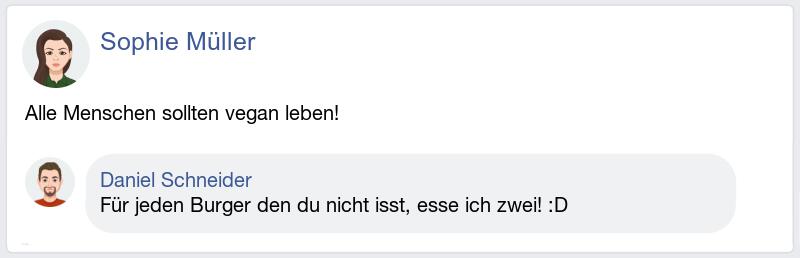 Sophie Müller
Alle Menschen sollten vegan leben!
Daniel Schneider
Für jeden Burger den du nicht isst, esse ich zwei! :D